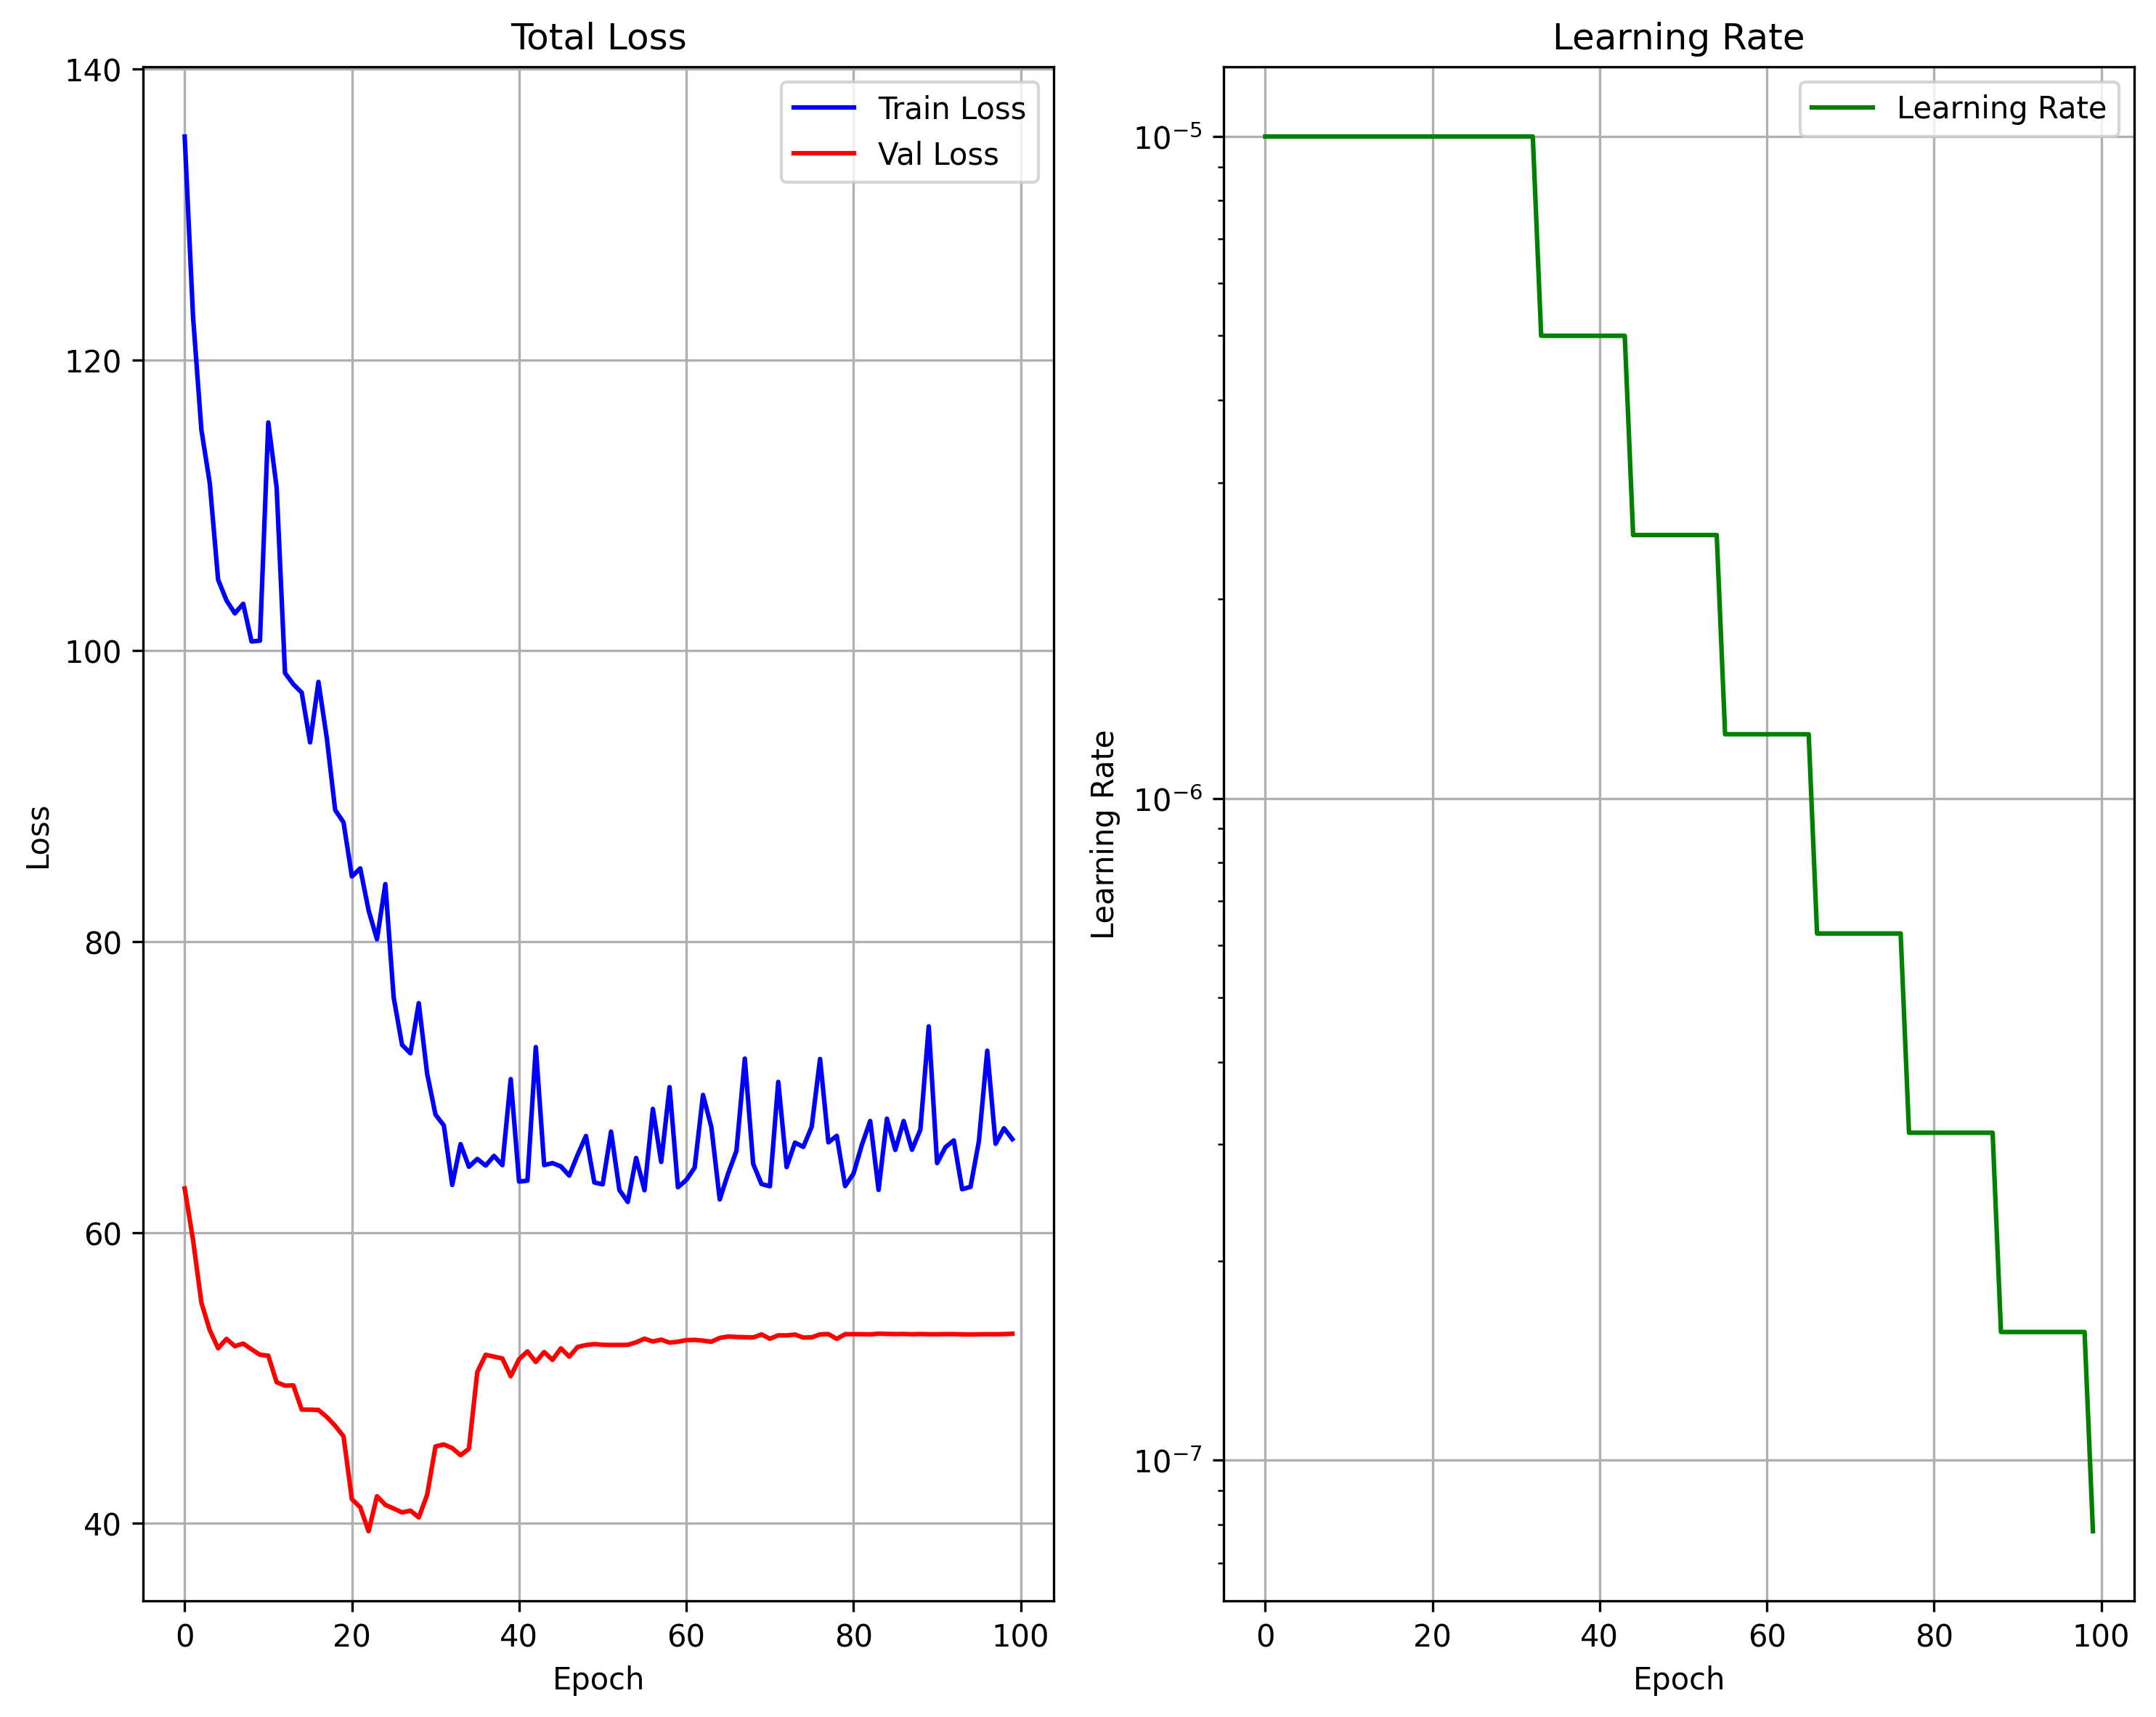 Total Loss
Train Loss
Val Loss
140
120
100
80
60
40
Loss
0 20 40 60 80 100
Epoch
Learning Rate
Learning Rate
10⁻⁵
10⁻⁶
10⁻⁷
Learning Rate
0 20 40 60 80 100
Epoch